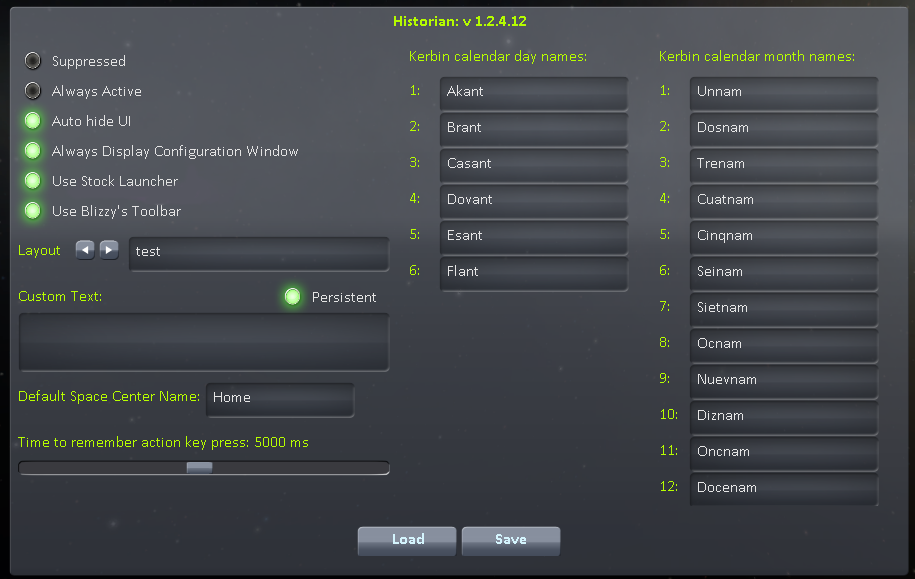 Historian: v 1.2.4.12
Suppressed
Always Active
Auto hide UI
Always Display Configuration Window
Use Stock Launcher
Use Blizzy's Toolbar
Layout test
Custom Text: Persistent
Default Space Center Name: Home
Time to remember action key press: 5000 ms
Kerbin calendar day names:
1: Akant
2: Brant
3: Casant
4: Dovant
5: Esant
6: Flant
Kerbin calendar month names:
1: Unnam
2: Dosnam
3: Trenam
4: Cuatnam
5: Cinqnam
6: Seinam
7: Sietnam
8: Ocnam
9: Nuevnam
10: Diznam
11: Oncnam
12: Docenam
Load Save